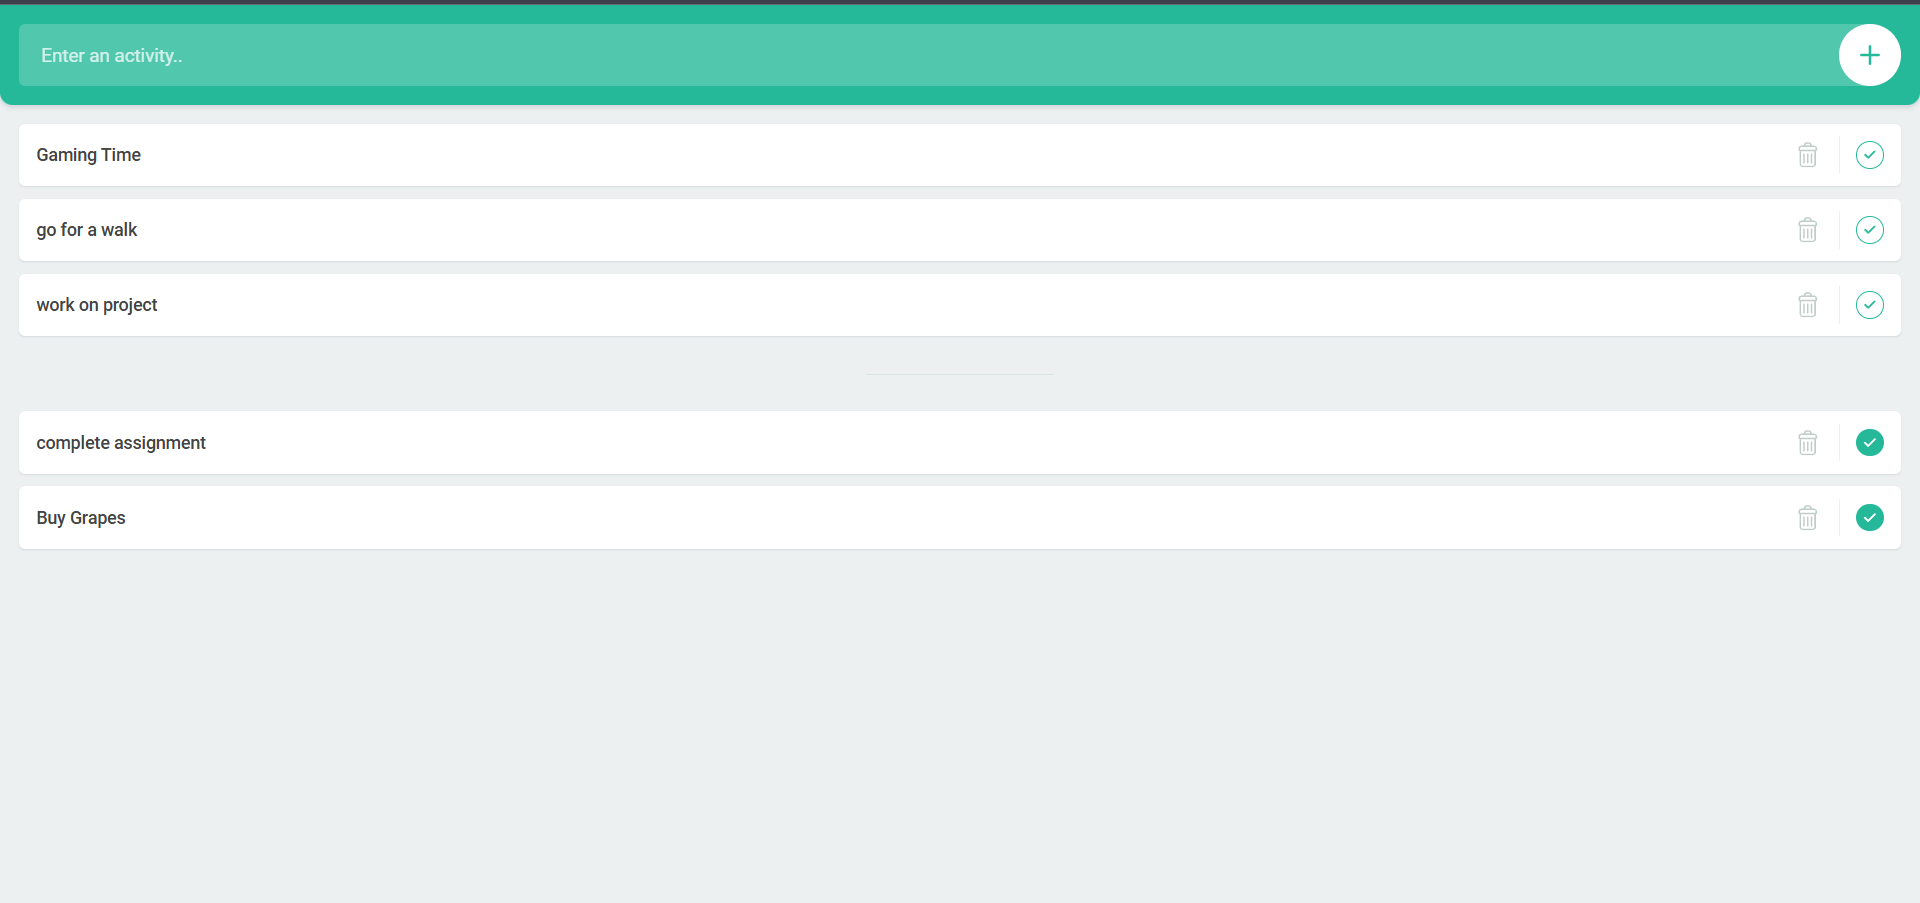 Enter an activity..
Gaming Time
go for a walk
work on project
complete assignment
Buy Grapes